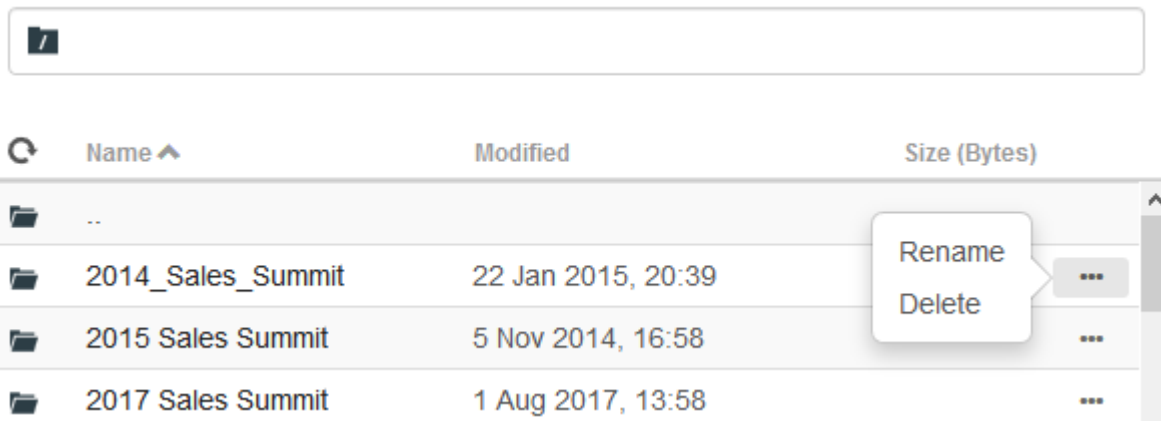 /
Name Modified Size (Bytes)
..
2014_Sales_Summit 22 Jan 2015, 20:39
Rename
Delete
2015 Sales Summit 5 Nov 2014, 16:58
2017 Sales Summit 1 Aug 2017, 13:58